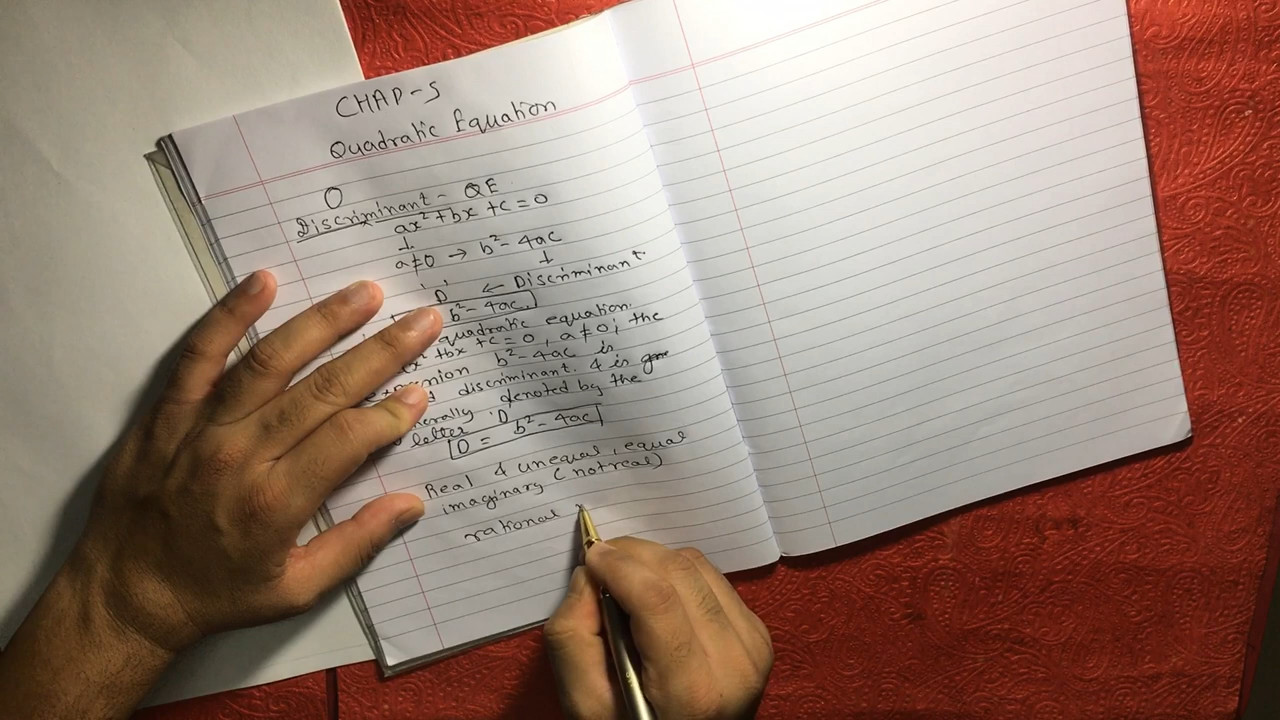 CHAP-5
Quadratic Equation
Discriminant - QE
ax² + bx + c = 0
a≠0 → b² - 4ac
D ← Discriminant
b² - 4ac
quadratic equation.
x² + bx + c = 0, a≠0; the
b² - 4ac is
discriminant. & is
nerally denoted by the
letter 'D'
D = b² - 4ac
Real & unequal, equal
imaginary (not real)
rational